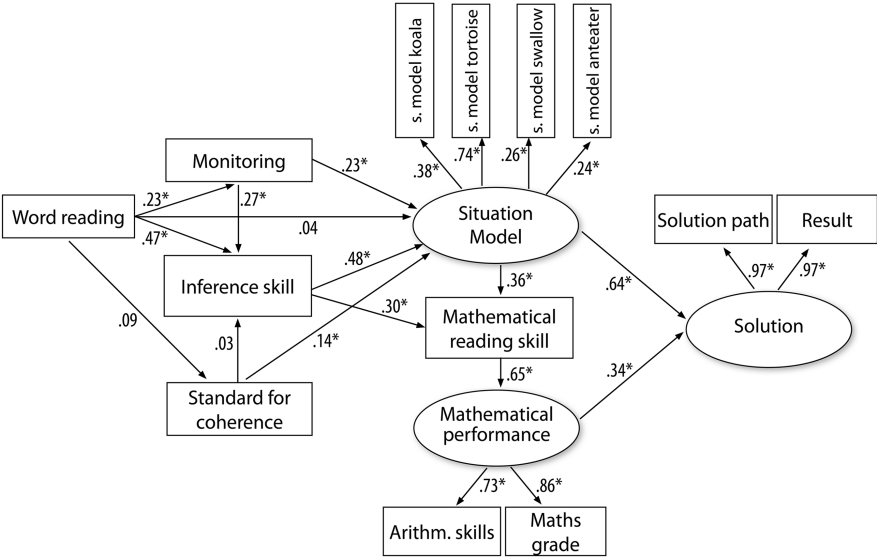 s. model koala
s. model tortoise
s. model swallow
s. model anteater
.38*
.74*
.26*
.24*
Monitoring
.23*
Word reading
.23*
.27*
.47*
.04
Situation
Model
Solution path
Result
Inference skill
.48*
.30*
.36*
.64*
.97*
.97*
.09
.03
.14*
Mathematical
reading skill
Solution
Standard for
coherence
.65*
.34*
Mathematical
performance
.73*
.86*
Arithm. skills
Maths
grade